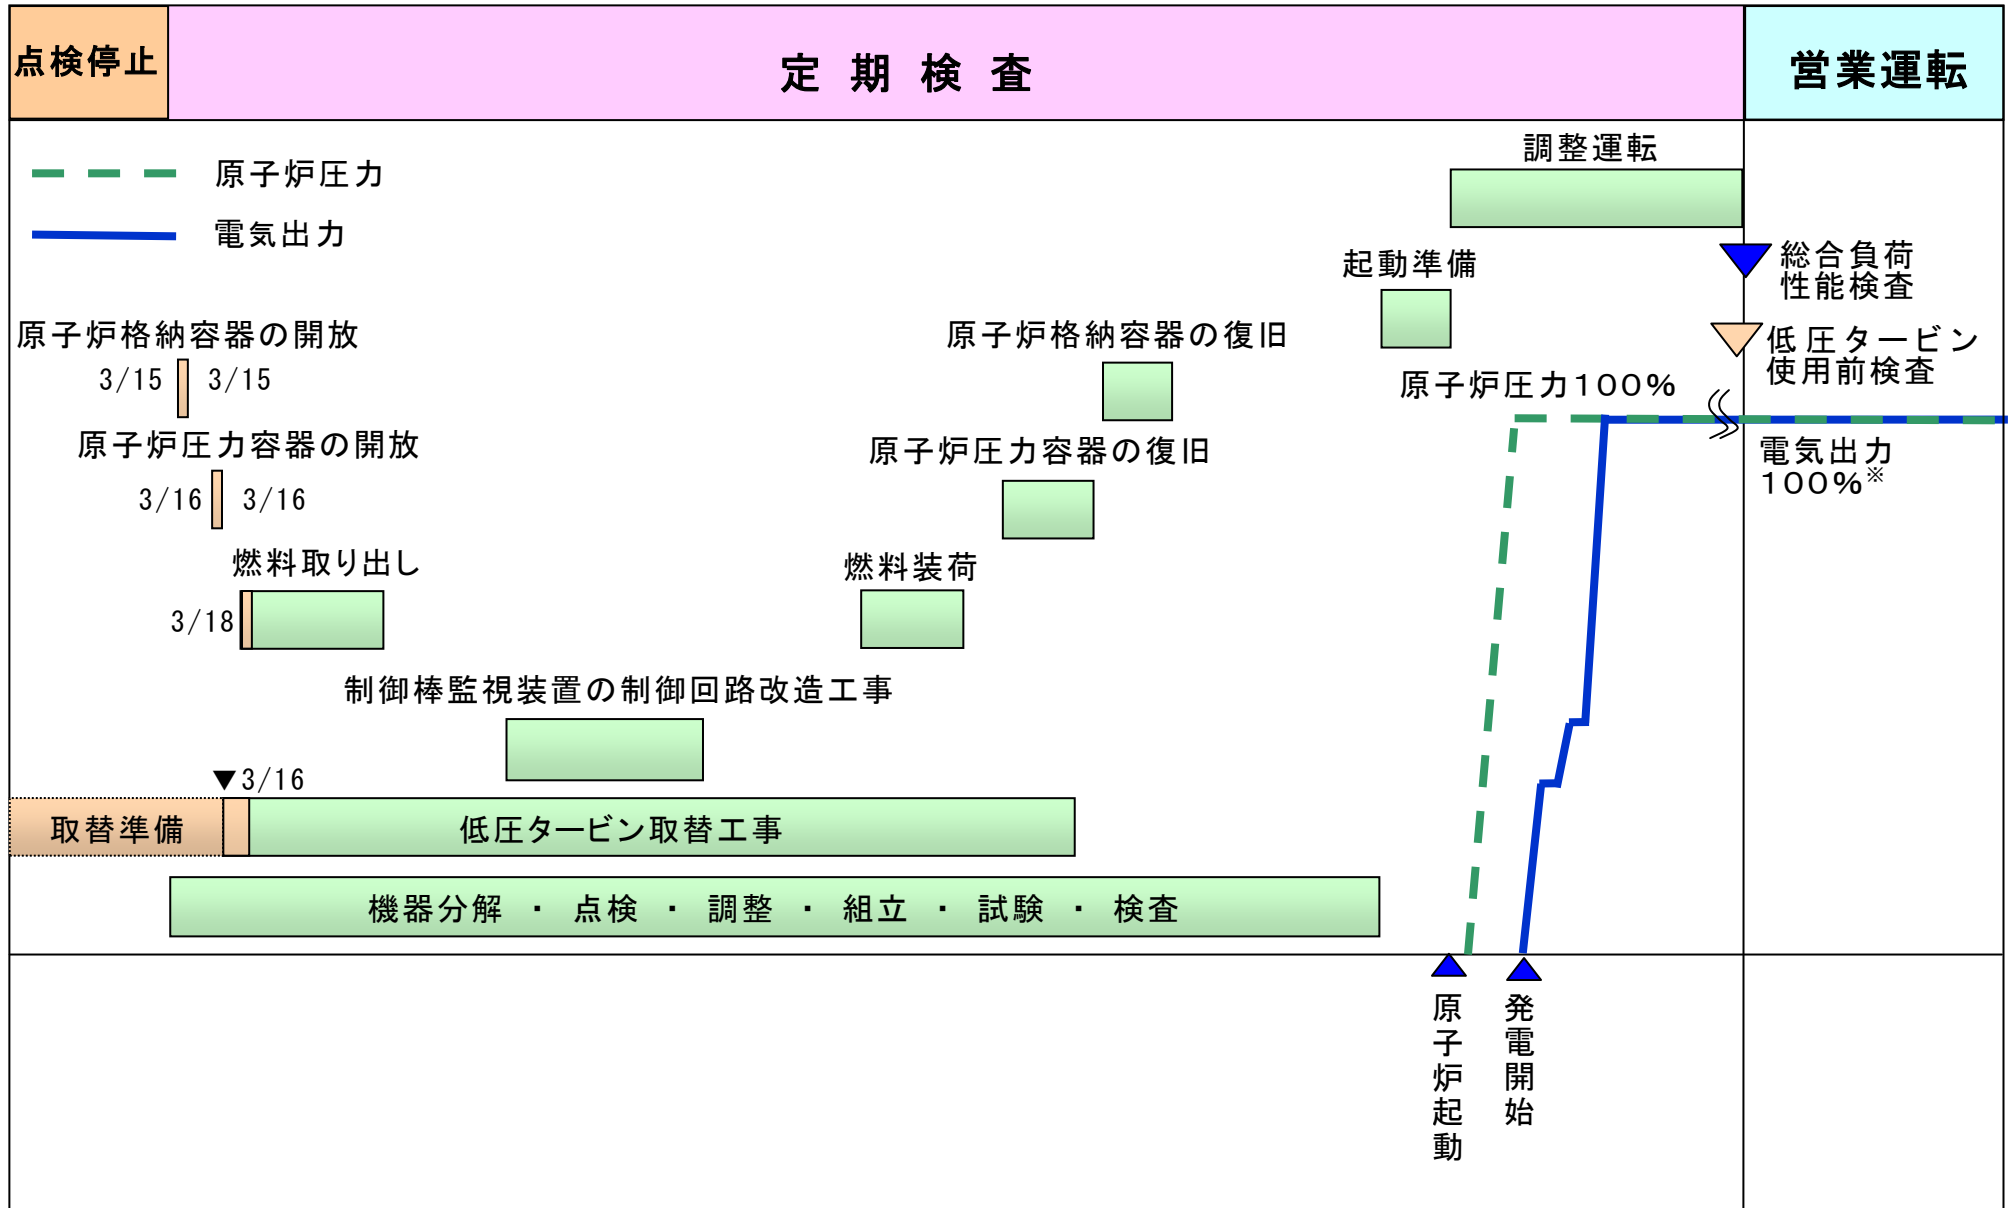 点検停止
定期検査
営業運転
原子炉圧力
電気出力
調整運転
総合負荷
性能検査
起動準備
低圧タービン
使用前検査
原子炉格納容器の開放
3/15
3/15
原子炉格納容器の復旧
原子炉圧力100%
原子炉圧力容器の開放
3/16
3/16
原子炉圧力容器の復旧
電気出力
100%※
燃料取り出し
3/18
燃料装荷
制御棒監視装置の制御回路改造工事
▼3/16
取替準備
低圧タービン取替工事
機器分解・点検・調整・組立・試験・検査
原子炉起動
発電開始